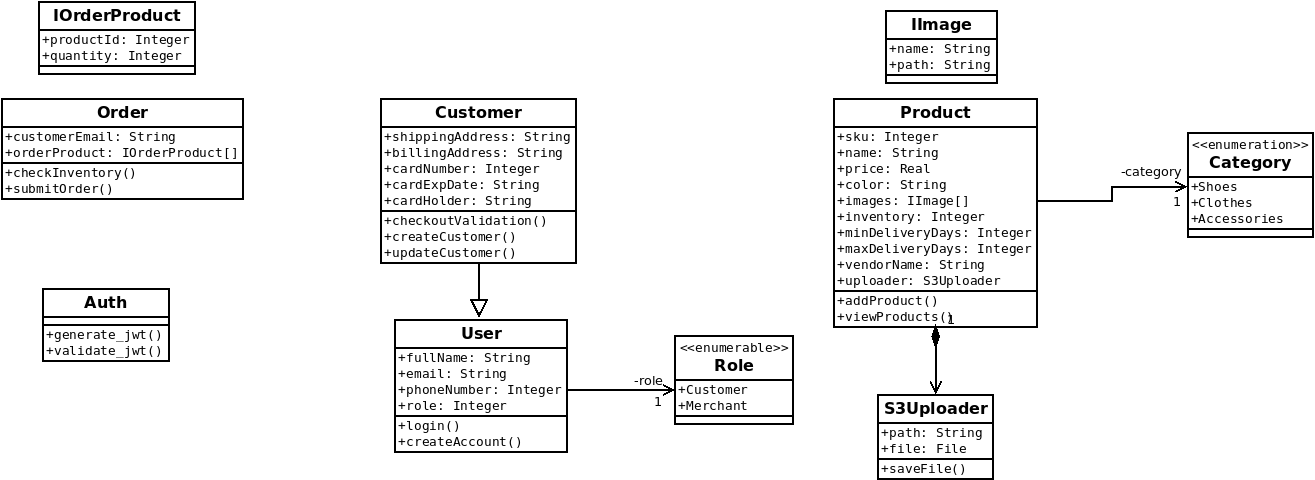 IOrderProduct
+productId: Integer
+quantity: Integer
Order
+customerEmail: String
+orderProduct: IOrderProduct[]
+checkInventory()
+submitOrder()
Auth
+generate_jwt()
+validate_jwt()
Customer
+shippingAddress: String
+billingAddress: String
+cardNumber: Integer
+cardExpDate: String
+cardHolder: String
+checkoutValidation()
+createCustomer()
+updateCustomer()
User
+fullName: String
+email: String
+phoneNumber: Integer
+role: Integer
+login()
+createAccount()
-role
1
<<enumerable>>
Role
+Customer
+Merchant
IImage
+name: String
+path: String
Product
+sku: Integer
+name: String
+price: Real
+color: String
+images: IImage[]
+inventory: Integer
+minDeliveryDays: Integer
+maxDeliveryDays: Integer
+vendorName: String
+uploader: S3Uploader
+addProduct()
+viewProducts()
1
S3Uploader
+path: String
+file: File
+saveFile()
-category
1
<<enumeration>>
Category
+Shoes
+Clothes
+Accessories